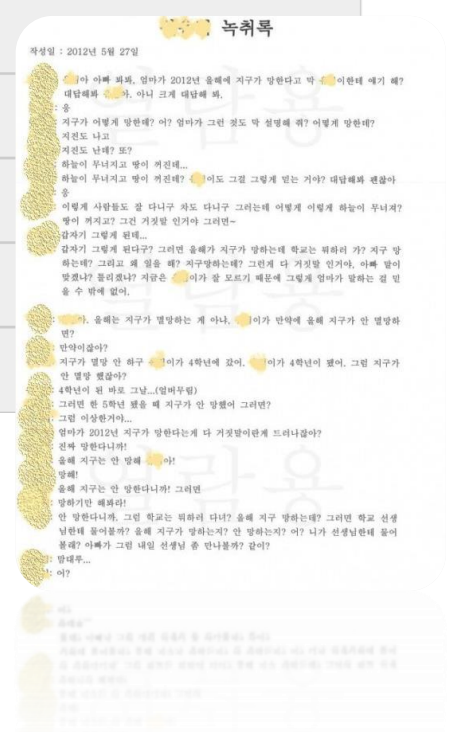 녹취록
작성일 : 2012년 5월 27일
아 아빠 봐봐, 엄마가 2012년 올해에 지구가 망한다고 막 이한테 얘기 해?
대답해봐 아, 아니 크게 대답해 봐.
: 응
: 지구가 어떻게 망한데? 어? 엄마가 그런 것도 막 설명해 줘? 어떻게 망한데?
지진도 나고
지진도 난데? 또?
하늘이 무너지고 땅이 꺼진데...
하늘이 무너지고 땅이 꺼진데? 이도 그걸 그렇게 믿는 거야? 대답해봐 괜찮아
응
이렇게 사람들도 잘 다니구 차도 다니구 그러는데 어떻게 이렇게 하늘이 무너져?
땅이 꺼지고? 그건 거짓말 인거야 그러면~
갑자기 그렇게 된데...
갑자기 그렇게 된다구? 그러면 올해가 지구가 망하는데 학교는 뭐하러 가? 지구 망
하는데? 그리고 왜 일을 해? 지구망하는데? 그런게 다 거짓말 인거야, 아빠 말이
맞겠냐? 틀리겠냐? 지금은 이가 잘 모르기 때문에 그렇게 엄마가 말하는 걸 믿
을 수 밖에 없어,
아, 올해는 지구가 멸망하는 게 아냐, 이가 만약에 올해 지구가 안 멸망하
면?
: 만약이잖아?
: 지구가 멸망 안 하구 이가 4학년에 갔어, 이가 4학년이 됐어, 그럼 지구가
안 멸망 했잖아?
: 4학년이 된 바로 그날...(얼버무림)
: 그러면 한 5학년 됐을 때 지구가 안 망했어 그러면?
: 그럼 이상한거야...
: 엄마가 2012년 지구가 망한다는게 다 거짓말이란게 드러나잖아?
: 진짜 망한다니까!
: 올해 지구는 안 망해 아!
: 망해!
: 올해 지구는 안 망한다니까! 그러면
: 망하기만 해봐라!
: 안 망한다니까, 그럼 학교는 뭐하러 다녀? 올해 지구 망하는데? 그러면 학교 선생
님한테 물어볼까? 올해 지구가 망하는지? 안 망하는지? 어? 니가 선생님한테 물어
볼래? 아빠가 그럼 내일 선생님 좀 만나볼까? 같이?
: 맘대루...
: 어?